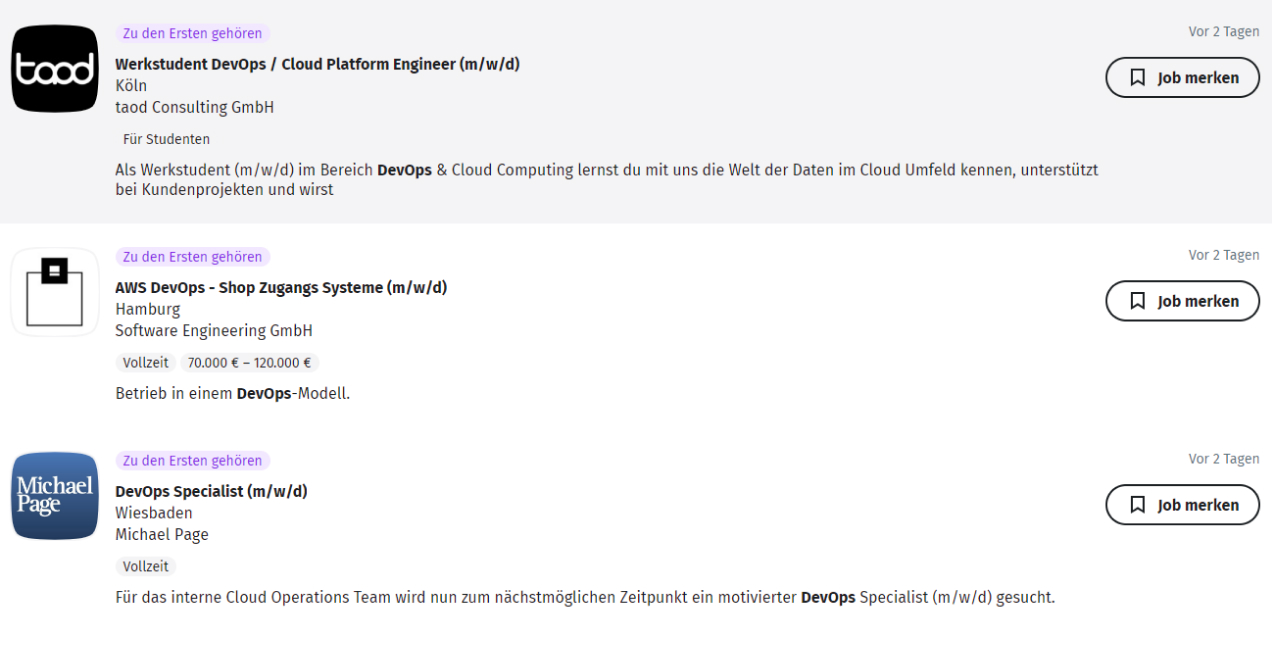 taod
Zu den Ersten gehören
Vor 2 Tagen
Werkstudent DevOps / Cloud Platform Engineer (m/w/d)
Job merken
Köln
taod Consulting GmbH
Für Studenten
Als Werkstudent (m/w/d) im Bereich DevOps & Cloud Computing lernst du mit uns die Welt der Daten im Cloud Umfeld kennen, unterstützt
bei Kundenprojekten und wirst
Zu den Ersten gehören
Vor 2 Tagen
AWS DevOps - Shop Zugangs Systeme (m/w/d)
Job merken
Hamburg
Software Engineering GmbH
Vollzeit 70.000 € – 120.000 €
Betrieb in einem DevOps-Modell.
Michael
Page
Zu den Ersten gehören
Vor 2 Tagen
DevOps Specialist (m/w/d)
Job merken
Wiesbaden
Michael Page
Vollzeit
Für das interne Cloud Operations Team wird nun zum nächstmöglichen Zeitpunkt ein motivierter DevOps Specialist (m/w/d) gesucht.